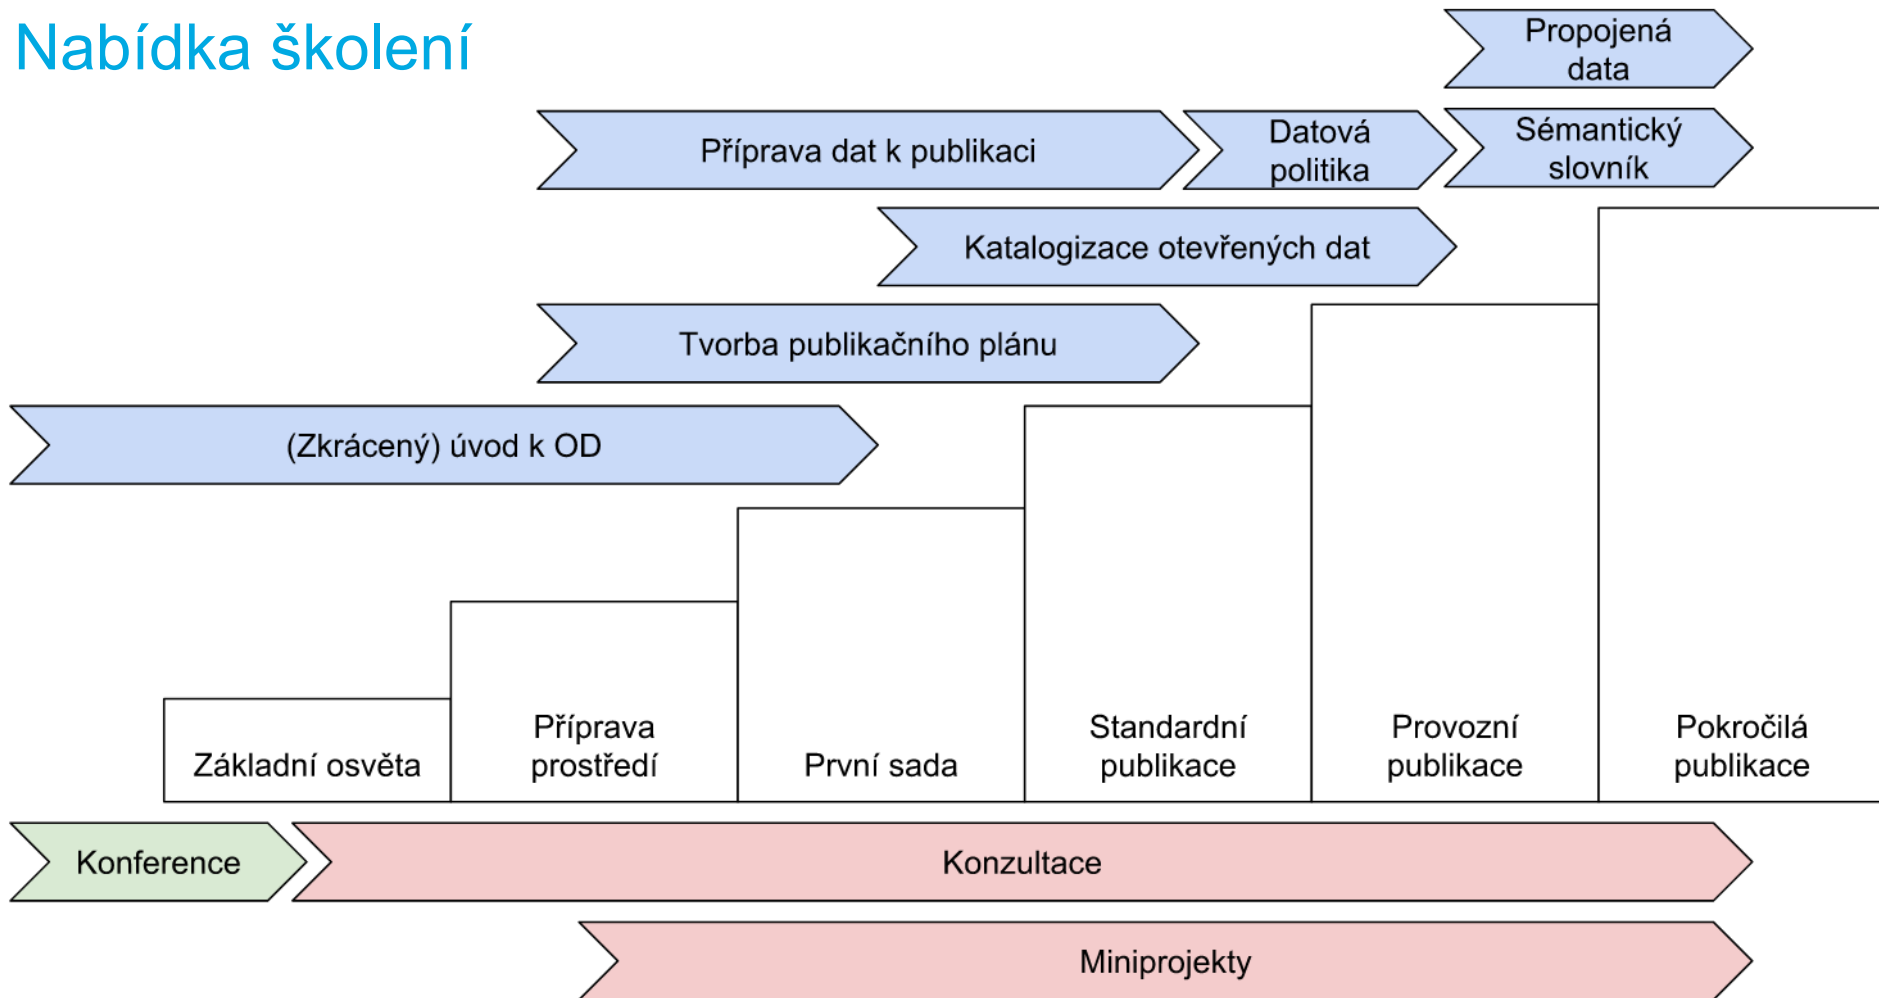 Nabídka školení
Propojená
data
Příprava dat k publikaci
Datová
politika
Sémantický
slovník
Katalogizace otevřených dat
Tvorba publikačního plánu
(Zkrácený) úvod k OD
Základní osvěta
Příprava
prostředí
První sada
Standardní
publikace
Provozní
publikace
Pokročilá
publikace
Konference
Konzultace
Miniprojekty